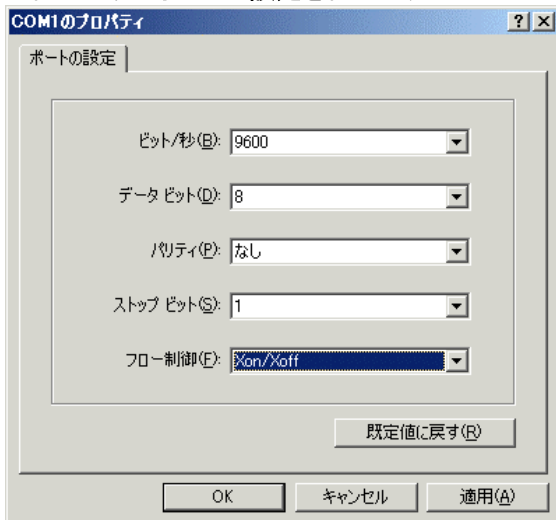 COM1のプロパティ
ポートの設定
ビット/秒(B): 9600
データ ビット(D): 8
パリティ(P): なし
ストップ ビット(S): 1
フロー制御(F): Xon/Xoff
既定値に戻す(R)
OK キャンセル 適用(A)